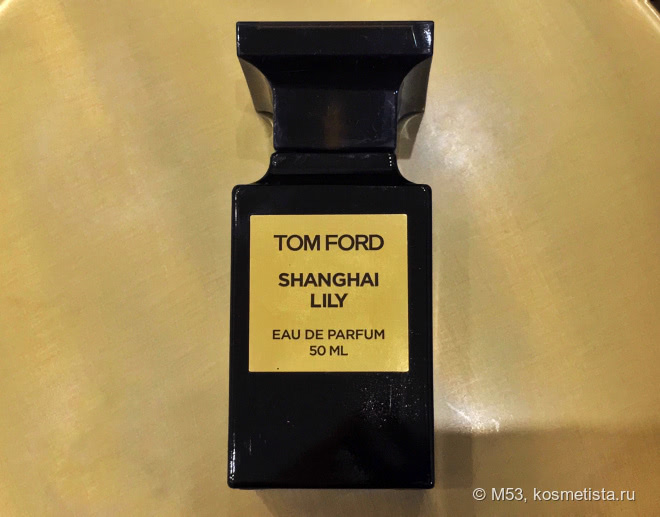 TOM FORD
SHANGHAI
LILY
EAU DE PARFUM
50 ML
© M53, kosmetista.ru